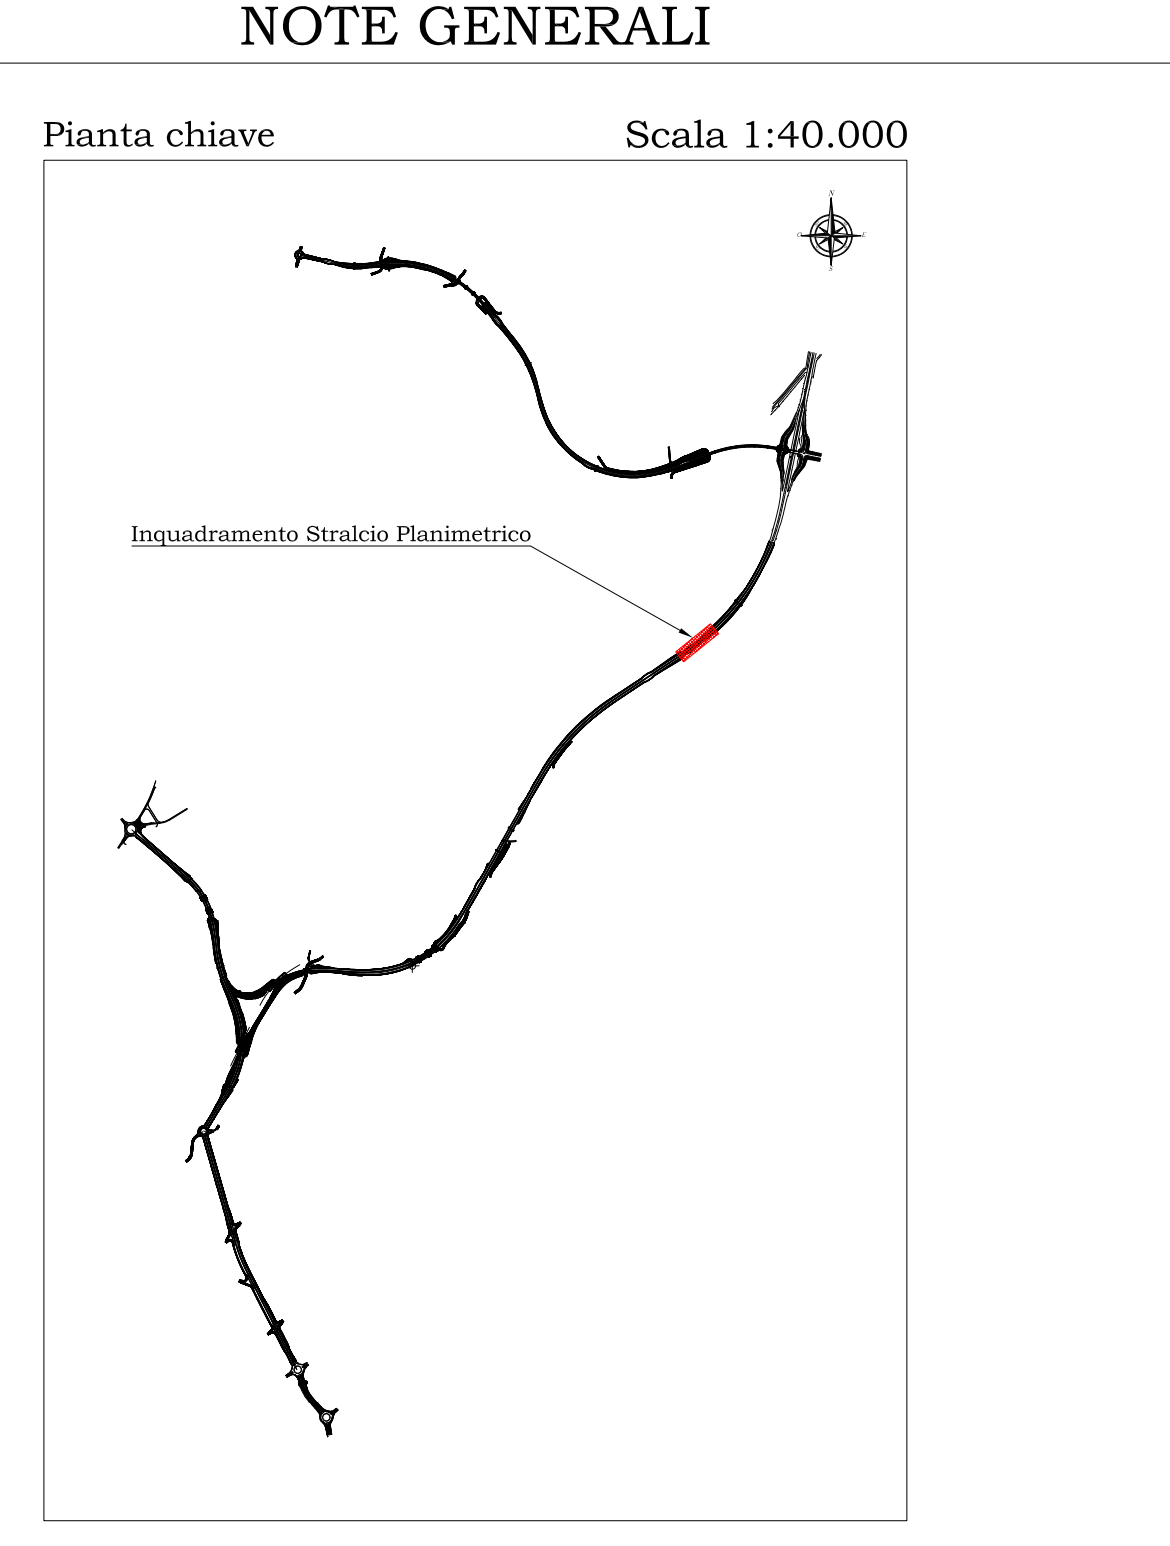 NOTE GENERALI
Pianta chiave
Scala 1:40.000
N
O
E
S
Inquadramento Stralcio Planimetrico